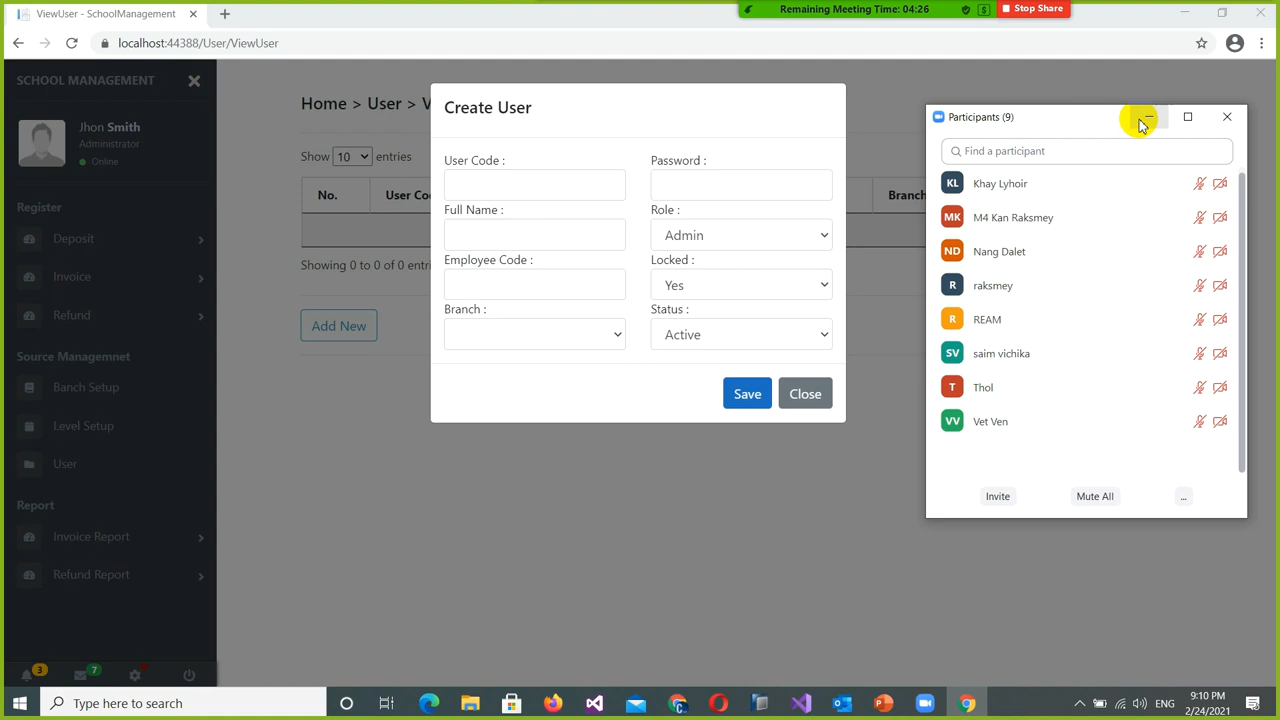 ViewUser - SchoolManagement
Remaining Meeting Time: 04:26
Stop Share
localhost:44388/User/ViewUser
SCHOOL MANAGEMENT
Jhon Smith
Administrator
Online
Register
Deposit
Invoice
Refund
Source Managemnet
Banch Setup
Level Setup
User
Report
Invoice Report
Refund Report
3
7
Home > User > V
Show 10 entries
No.
User Co
Branch
Showing 0 to 0 of 0 entri
Add New
Create User
User Code :
Password :
Full Name :
Role :
Admin
Employee Code :
Locked :
Yes
Branch :
Status :
Active
Save
Close
Participants (9)
Find a participant
KL Khay Lyhoir
MK M4 Kan Raksmey
ND Nang Dalet
R raksmey
R REAM
SV saim vichika
T Thol
VV Vet Ven
Invite
Mute All
...
Type here to search
ENG
9:10 PM
2/24/2021